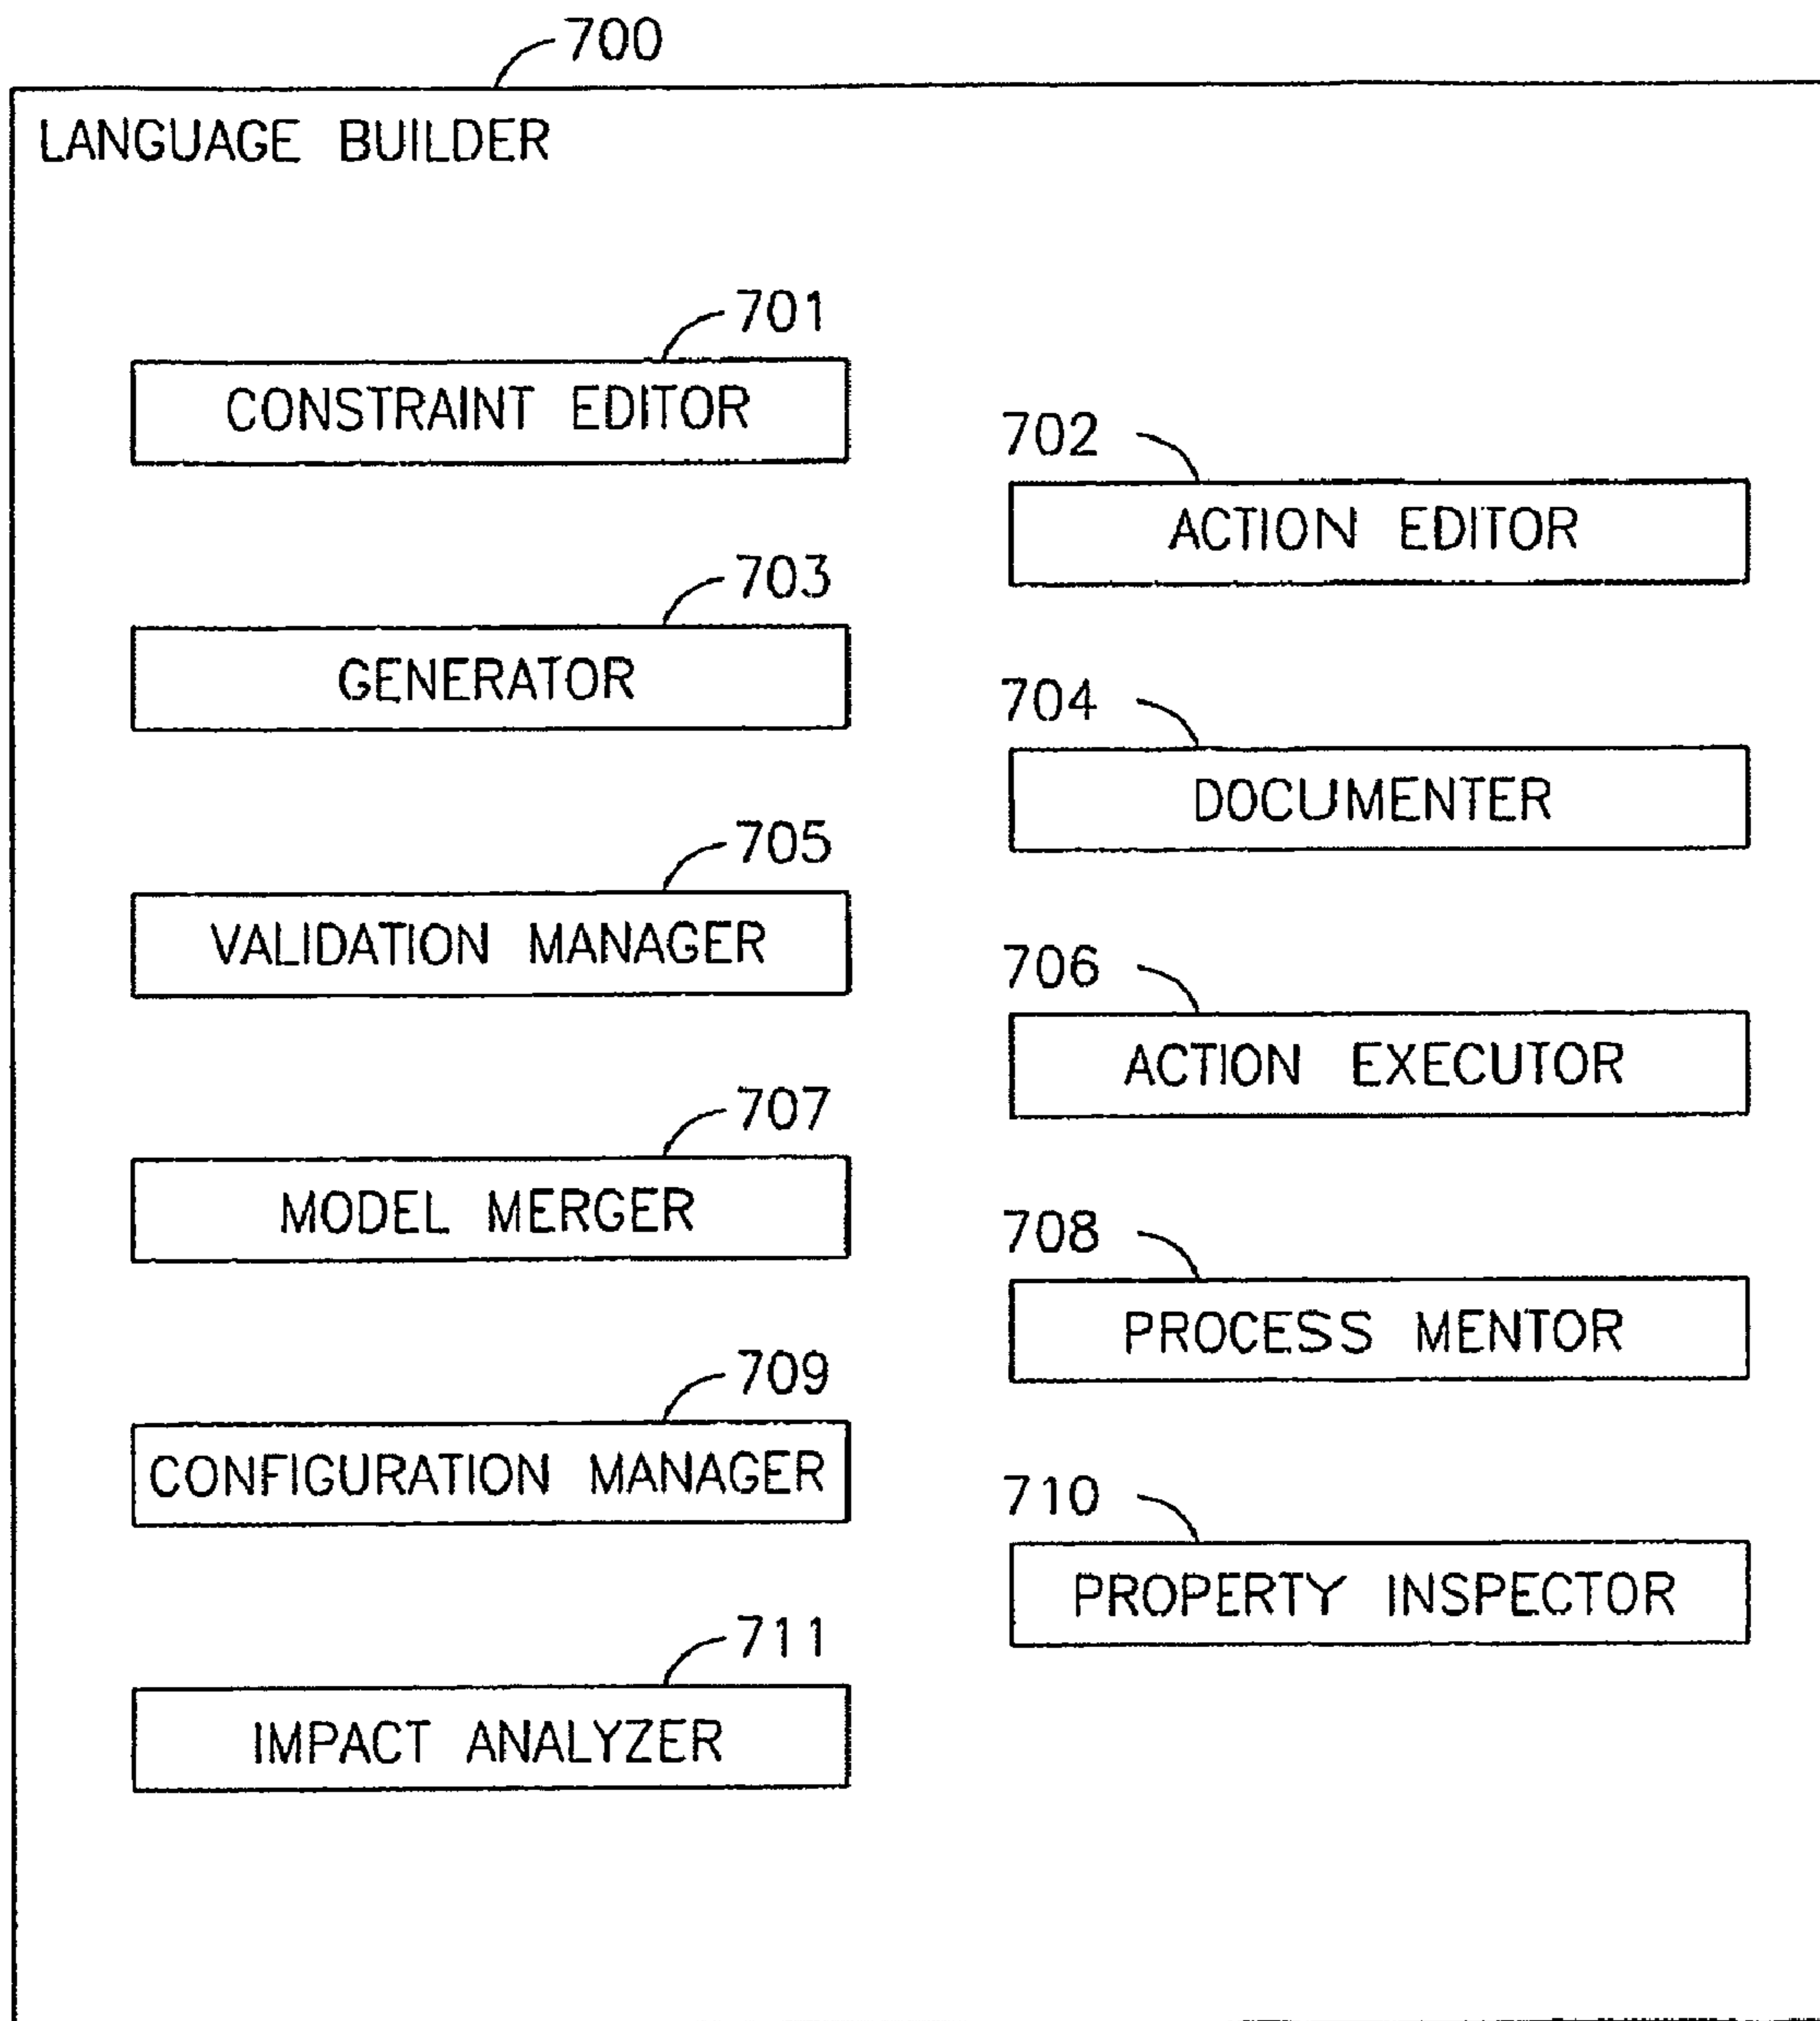 700
LANGUAGE BUILDER
701
CONSTRAINT EDITOR
702
ACTION EDITOR
703
GENERATOR
704
DOCUMENTER
705
VALIDATION MANAGER
706
ACTION EXECUTOR
707
MODEL MERGER
708
PROCESS MENTOR
709
CONFIGURATION MANAGER
710
PROPERTY INSPECTOR
711
IMPACT ANALYZER